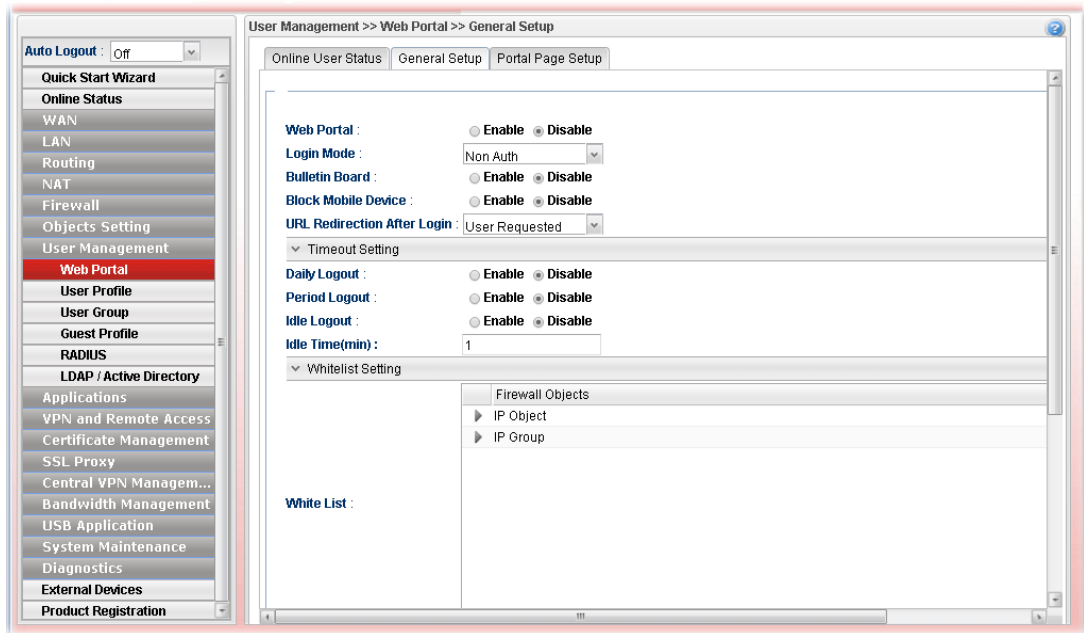 User Management >> Web Portal >> General Setup
Auto Logout : Off
Quick Start Wizard
Online Status
WAN
LAN
Routing
NAT
Firewall
Objects Setting
User Management
Web Portal
User Profile
User Group
Guest Profile
RADIUS
LDAP / Active Directory
Applications
VPN and Remote Access
Certificate Management
SSL Proxy
Central VPN Managem...
Bandwidth Management
USB Application
System Maintenance
Diagnostics
External Devices
Product Registration
Online User Status General Setup Portal Page Setup
Web Portal : Enable Disable
Login Mode : Non Auth
Bulletin Board : Enable Disable
Block Mobile Device : Enable Disable
URL Redirection After Login : User Requested
Timeout Setting
Daily Logout : Enable Disable
Period Logout : Enable Disable
Idle Logout : Enable Disable
Idle Time(min) : 1
Whitelist Setting
Firewall Objects
IP Object
IP Group
White List :